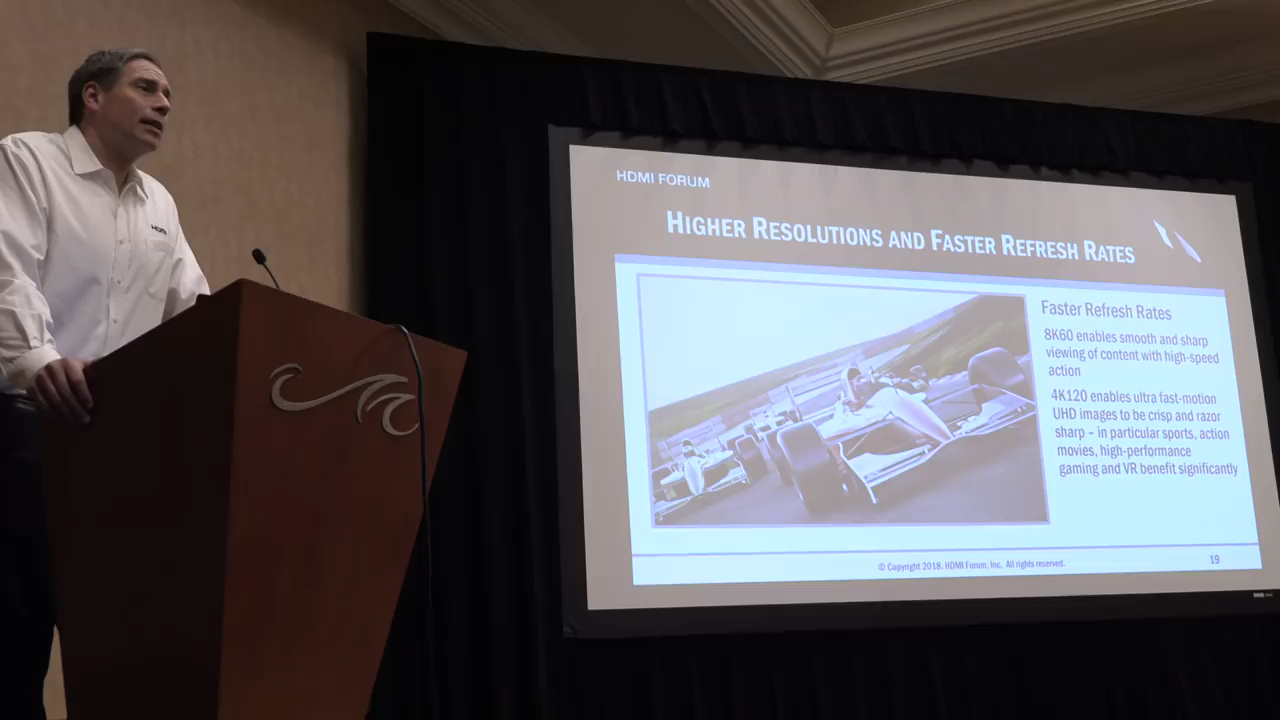 HDMI FORUM
HIGHER RESOLUTIONS AND FASTER REFRESH RATES
Faster Refresh Rates
8K60 enables smooth and sharp
viewing of content with high-speed
action
4K120 enables ultra fast-motion
UHD images to be crisp and razor
sharp – in particular sports, action
movies, high-performance
gaming and VR benefit significantly
© Copyright 2018. HDMI Forum, Inc. All rights reserved.
19
HDMI